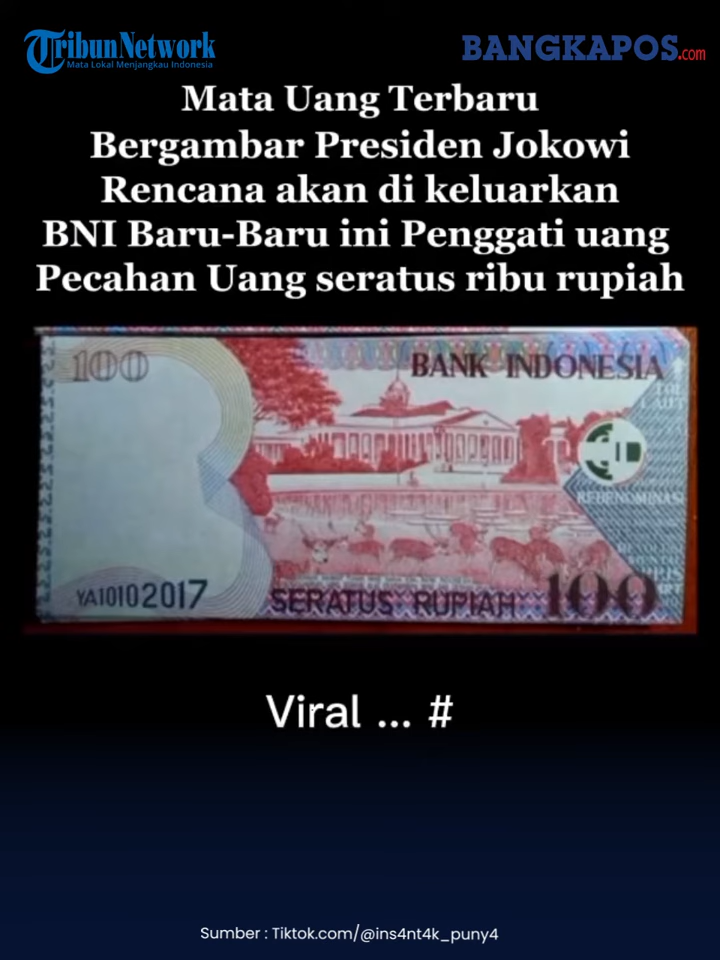 TribunNetwork
Mata Lokal Menjangkau Indonesia
BANGKAPOS.com
Mata Uang Terbaru
Bergambar Presiden Jokowi
Rencana akan di keluarkan
BNI Baru-Baru ini Penggati uang
Pecahan Uang seratus ribu rupiah
100
BANK INDONESIA
REDENOMINASI
YA10102017
SERATUS RUPIAH
100
Viral ... #
Sumber : Tiktok.com/@ins4nt4k_puny4